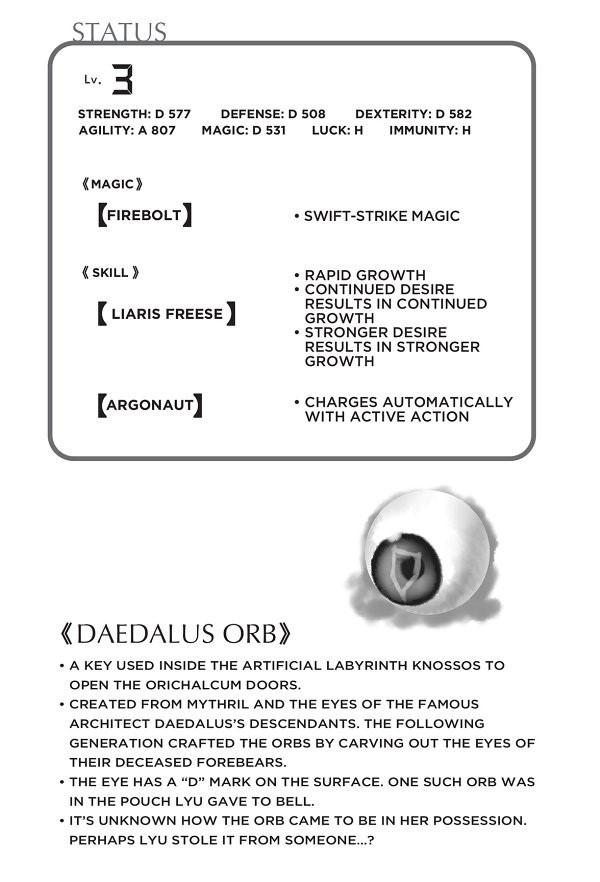 STATUS
Lv. 3
STRENGTH: D 577 DEFENSE: D 508 DEXTERITY: D 582
AGILITY: A 807 MAGIC: D 531 LUCK: H IMMUNITY: H
《MAGIC》
【FIREBOLT】 • SWIFT-STRIKE MAGIC
《SKILL》
【LIARIS FREESE】
• RAPID GROWTH
• CONTINUED DESIRE
RESULTS IN CONTINUED
GROWTH
• STRONGER DESIRE
RESULTS IN STRONGER
GROWTH
【ARGONAUT】
• CHARGES AUTOMATICALLY
WITH ACTIVE ACTION
《DAEDALUS ORB》
• A KEY USED INSIDE THE ARTIFICIAL LABYRINTH KNOSSOS TO
OPEN THE ORICHALCUM DOORS.
• CREATED FROM MYTHRIL AND THE EYES OF THE FAMOUS
ARCHITECT DAEDALUS’S DESCENDANTS. THE FOLLOWING
GENERATION CRAFTED THE ORBS BY CARVING OUT THE EYES OF
THEIR DECEASED FOREBEARS.
• THE EYE HAS A “D” MARK ON THE SURFACE. ONE SUCH ORB WAS
IN THE POUCH LYU GAVE TO BELL.
• IT’S UNKNOWN HOW THE ORB CAME TO BE IN HER POSSESSION.
PERHAPS LYU STOLE IT FROM SOMEONE…?